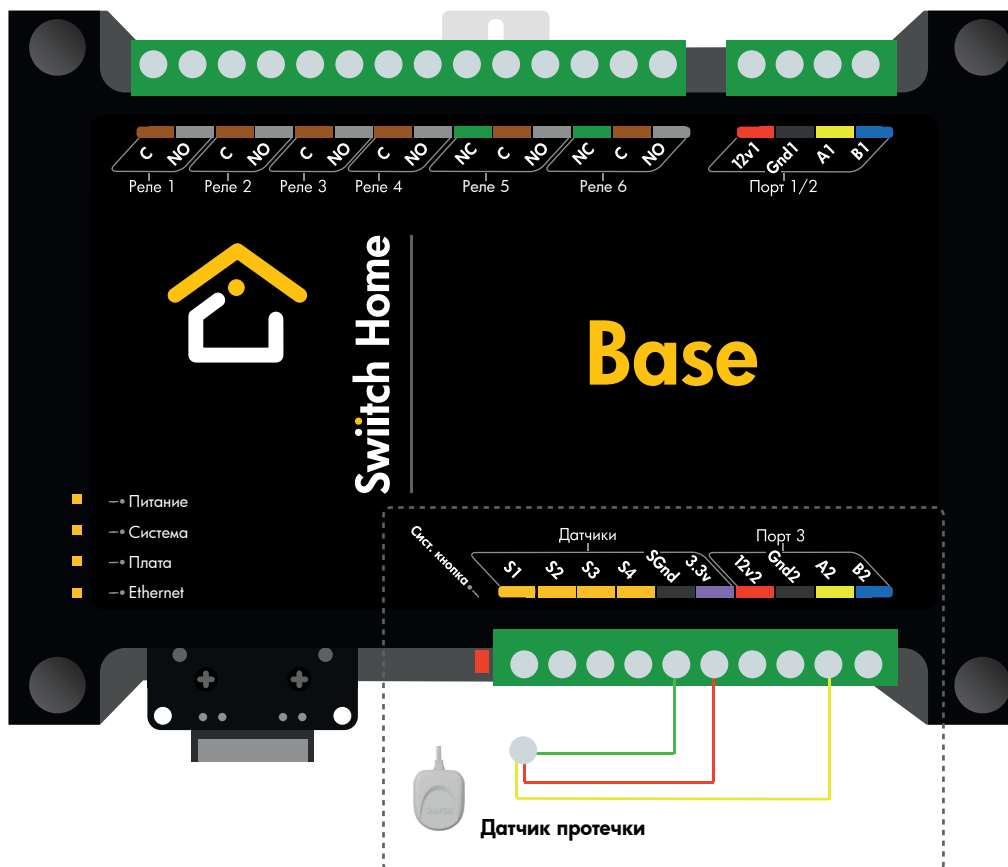 C NO C NO C NO C NO NC C NO NC C NO
Реле 1 Реле 2 Реле 3 Реле 4 Реле 5 Реле 6
12v1 Gnd1 A1 B1
Порт 1/2
Swiitch Home
Base
Питание
Система
Плата
Ethernet
Сист. кнопка
Датчики
Порт 3
S1 S2 S3 S4 SGnd 3.3v 12v2 Gnd2 A2 B2
Датчик протечки